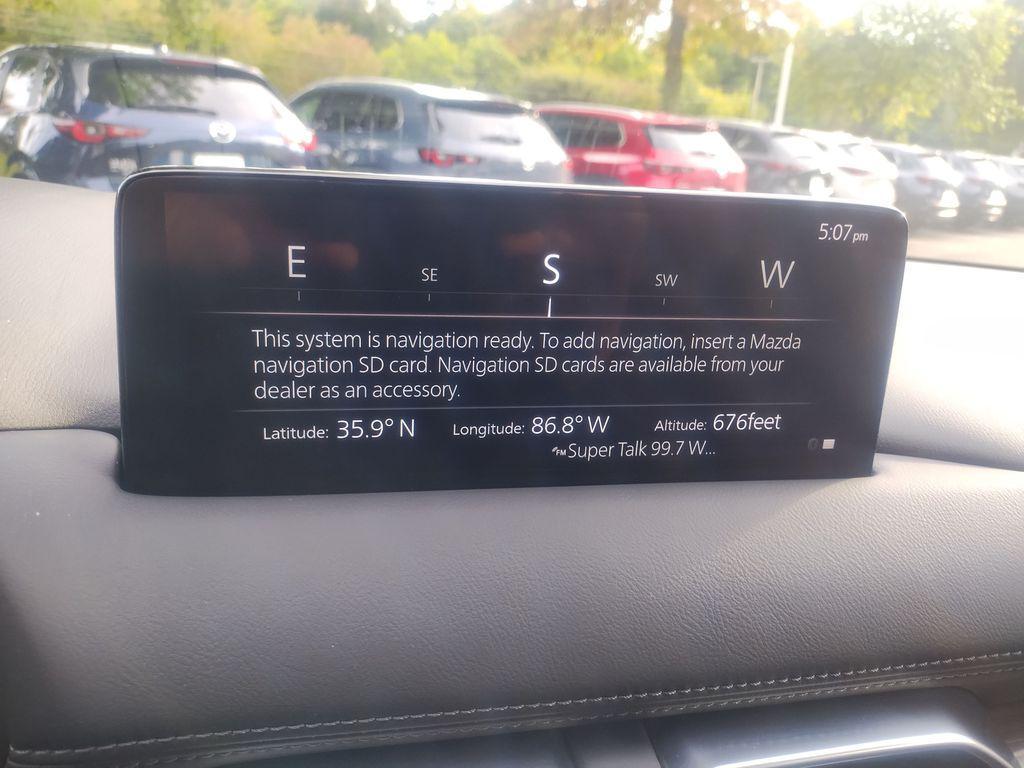 5:07 pm
E SE S SW W
This system is navigation ready. To add navigation, insert a Mazda
navigation SD card. Navigation SD cards are available from your
dealer as an accessory.
Latitude: 35.9° N Longitude: 86.8° W Altitude: 676feet
FM Super Talk 99.7 W...